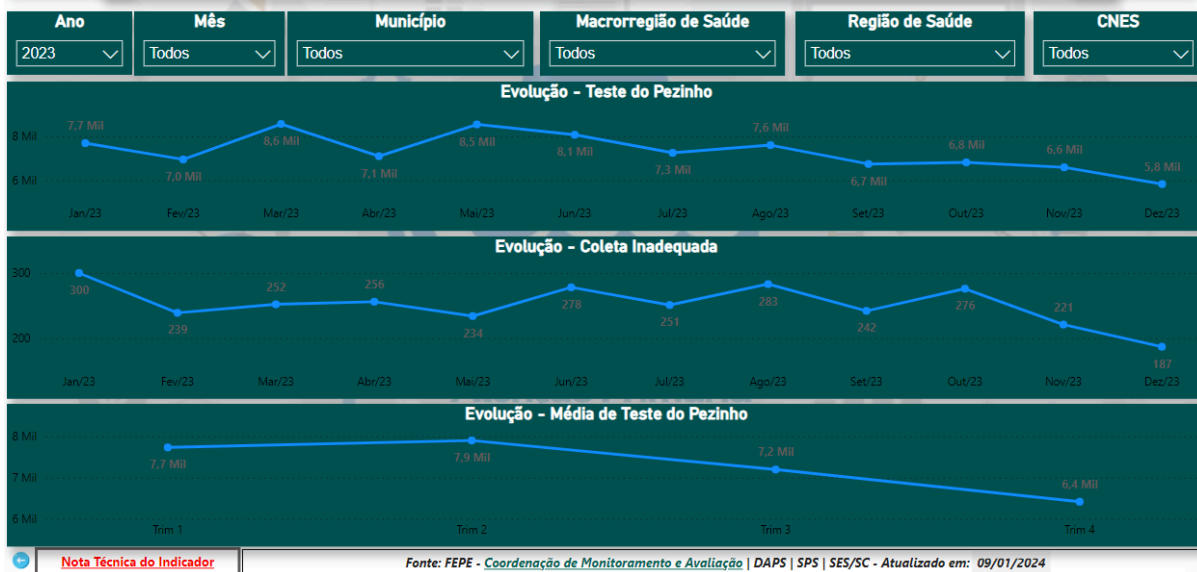 Ano Mês Município Macrorregião de Saúde Região de Saúde CNES
2023 Todos Todos Todos Todos Todos
Evolução - Teste do Pezinho
8 Mil
6 Mil
7,7 Mil 7,0 Mil 8,6 Mil 7,1 Mil 8,5 Mil 8,1 Mil 7,3 Mil 7,6 Mil 6,7 Mil 6,8 Mil 6,6 Mil 5,8 Mil
Jan/23 Fev/23 Mar/23 Abr/23 Mai/23 Jun/23 Jul/23 Ago/23 Set/23 Out/23 Nov/23 Dez/23
Evolução - Coleta Inadequada
300
200
300 239 252 256 234 278 251 283 242 276 221 187
Jan/23 Fev/23 Mar/23 Abr/23 Mai/23 Jun/23 Jul/23 Ago/23 Set/23 Out/23 Nov/23 Dez/23
Evolução - Média de Teste do Pezinho
8 Mil
7 Mil
6 Mil
7,7 Mil 7,9 Mil 7,2 Mil 6,4 Mil
Trim 1 Trim 2 Trim 3 Trim 4
Nota Técnica do Indicador
Fonte: FEPE - Coordenação de Monitoramento e Avaliação | DAPS | SPS | SES/SC - Atualizado em: 09/01/2024